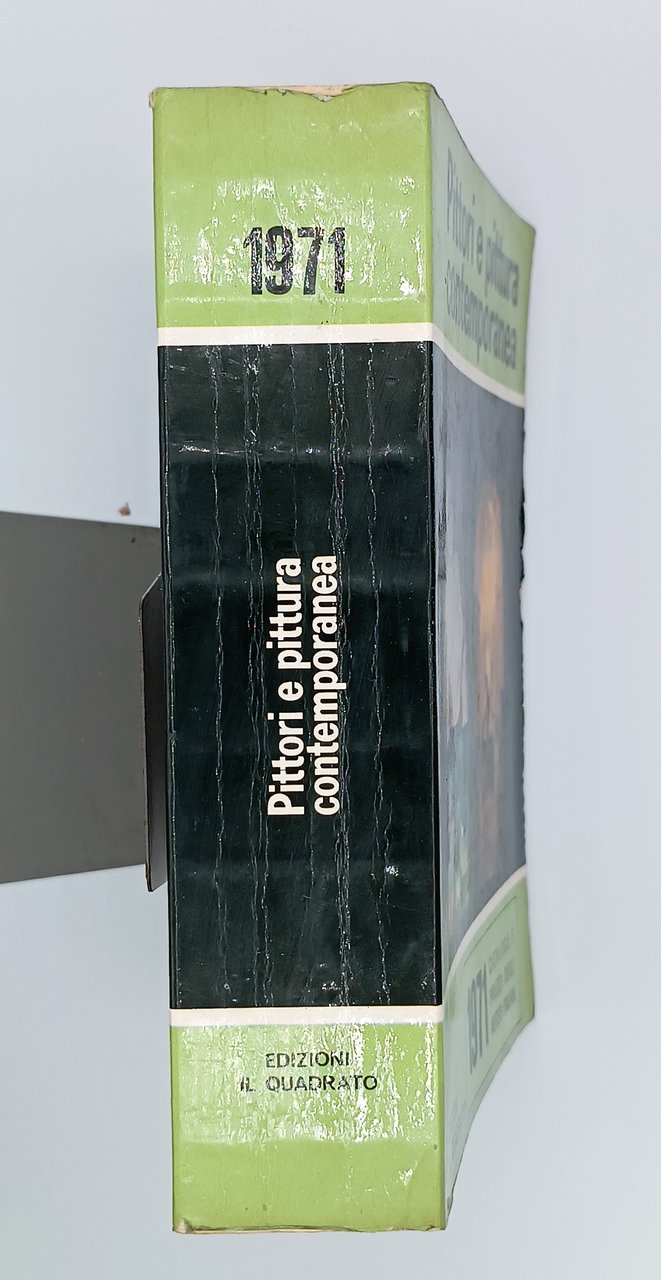 1971
Pittori e pittura
contemporanea
EDIZIONI
IL QUADRATO
Pittori e pittura
contemporanea
1971